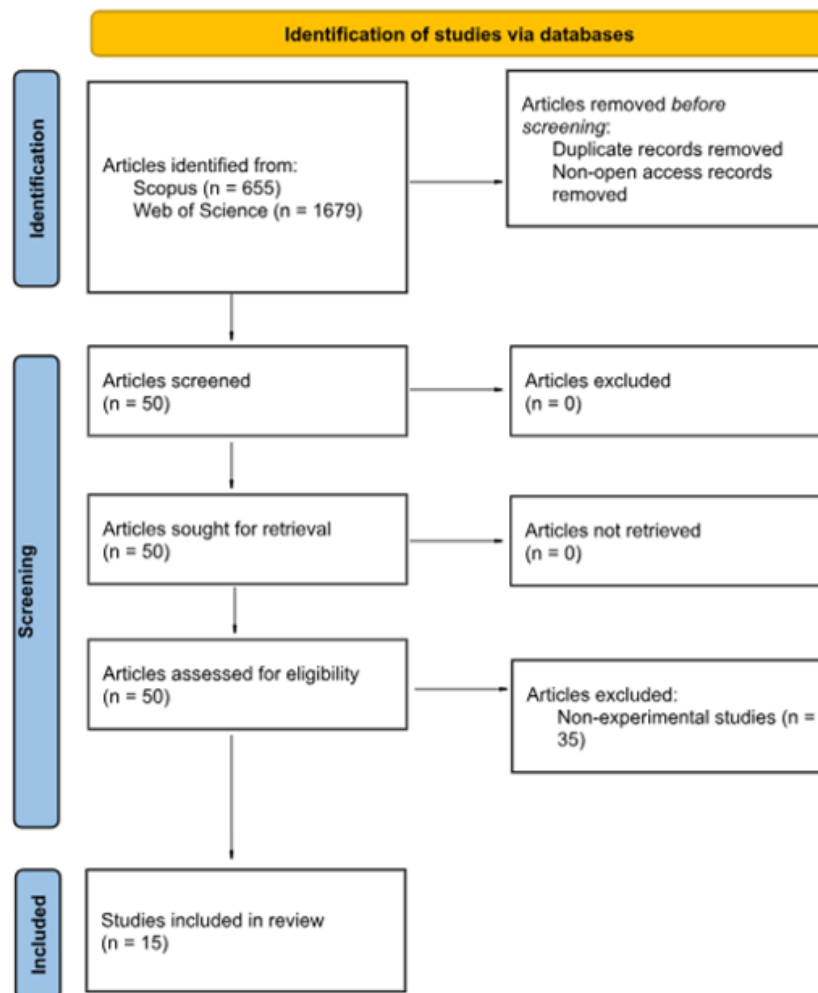 Identification of studies via databases
Identification
Articles identified from:
Scopus (n = 655)
Web of Science (n = 1679)
Articles removed before
screening:
Duplicate records removed
Non-open access records
removed
Screening
Articles screened
(n = 50)
Articles excluded
(n = 0)
Articles sought for retrieval
(n = 50)
Articles not retrieved
(n = 0)
Articles assessed for eligibility
(n = 50)
Articles excluded:
Non-experimental studies (n =
35)
Included
Studies included in review
(n = 15)